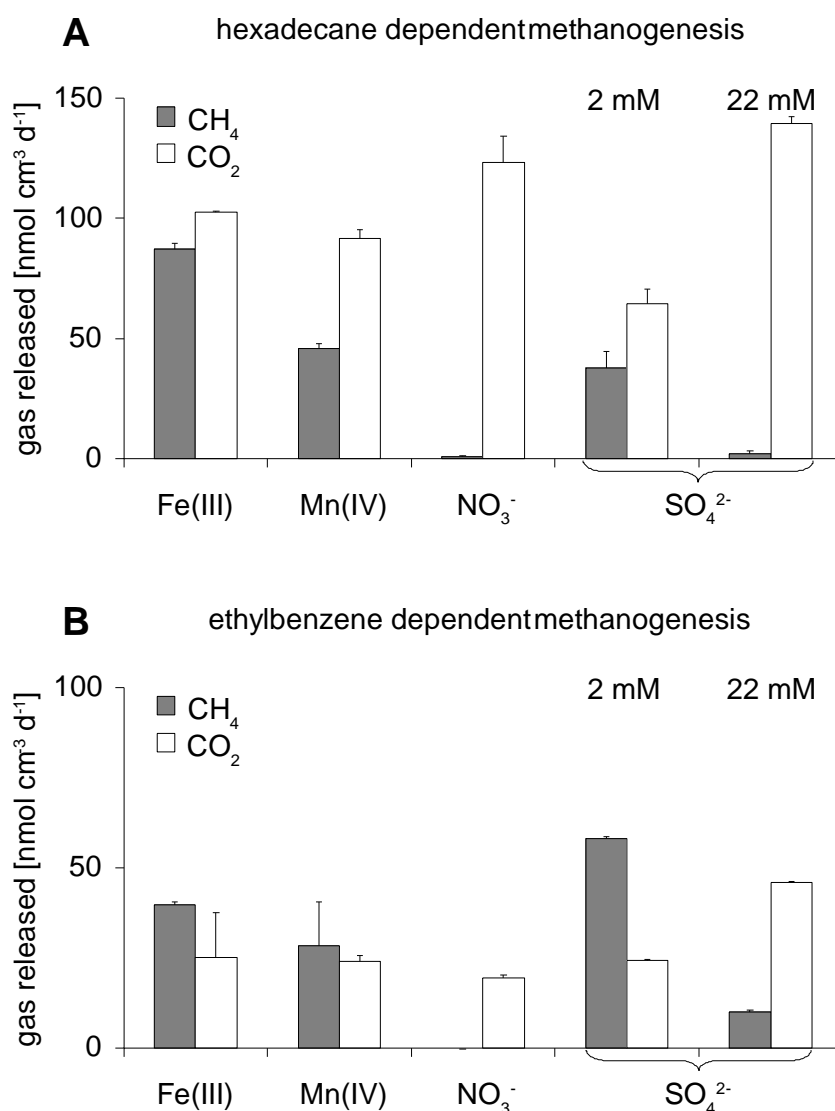 A hexadecane dependent methanogenesis
gas released [nmol cm⁻³ d⁻¹]
150
100
50
0
CH₄
CO₂
2 mM 22 mM
Fe(III) Mn(IV) NO₃⁻ SO₄²⁻
B ethylbenzene dependent methanogenesis
gas released [nmol cm⁻³ d⁻¹]
100
50
0
CH₄
CO₂
2 mM 22 mM
Fe(III) Mn(IV) NO₃⁻ SO₄²⁻